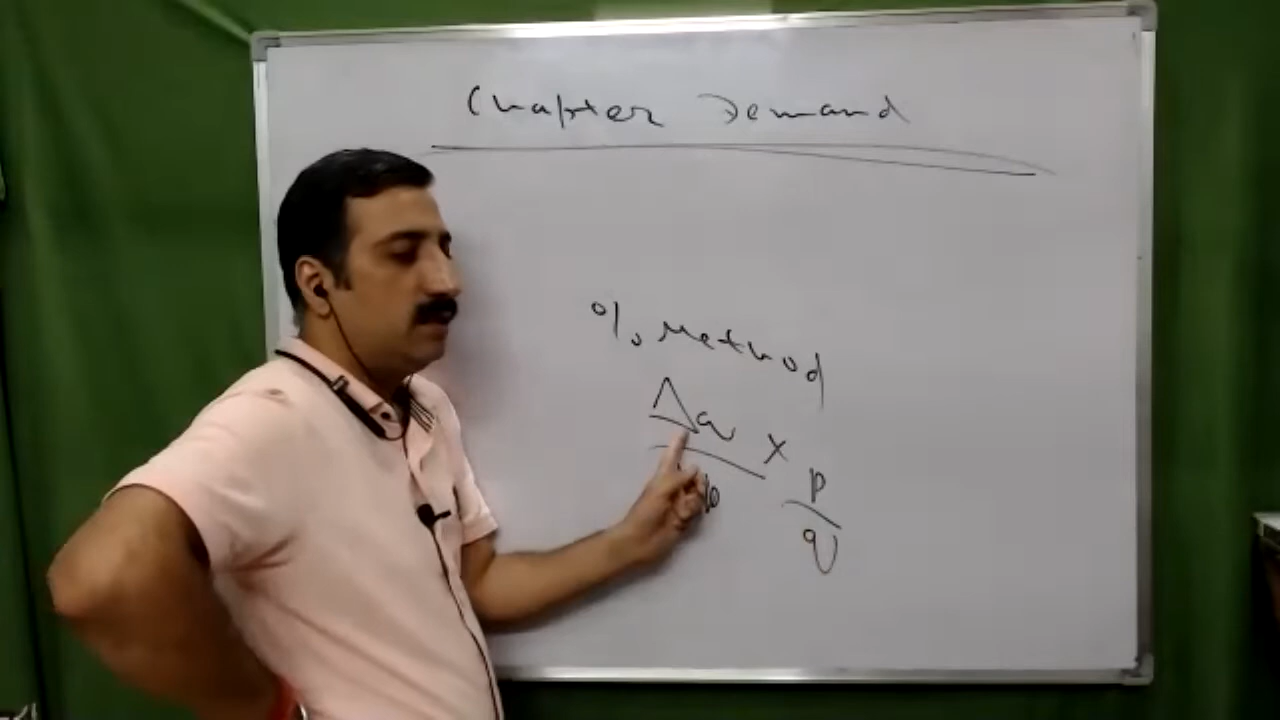 Chapter Demand
% Method
Δq × p
q